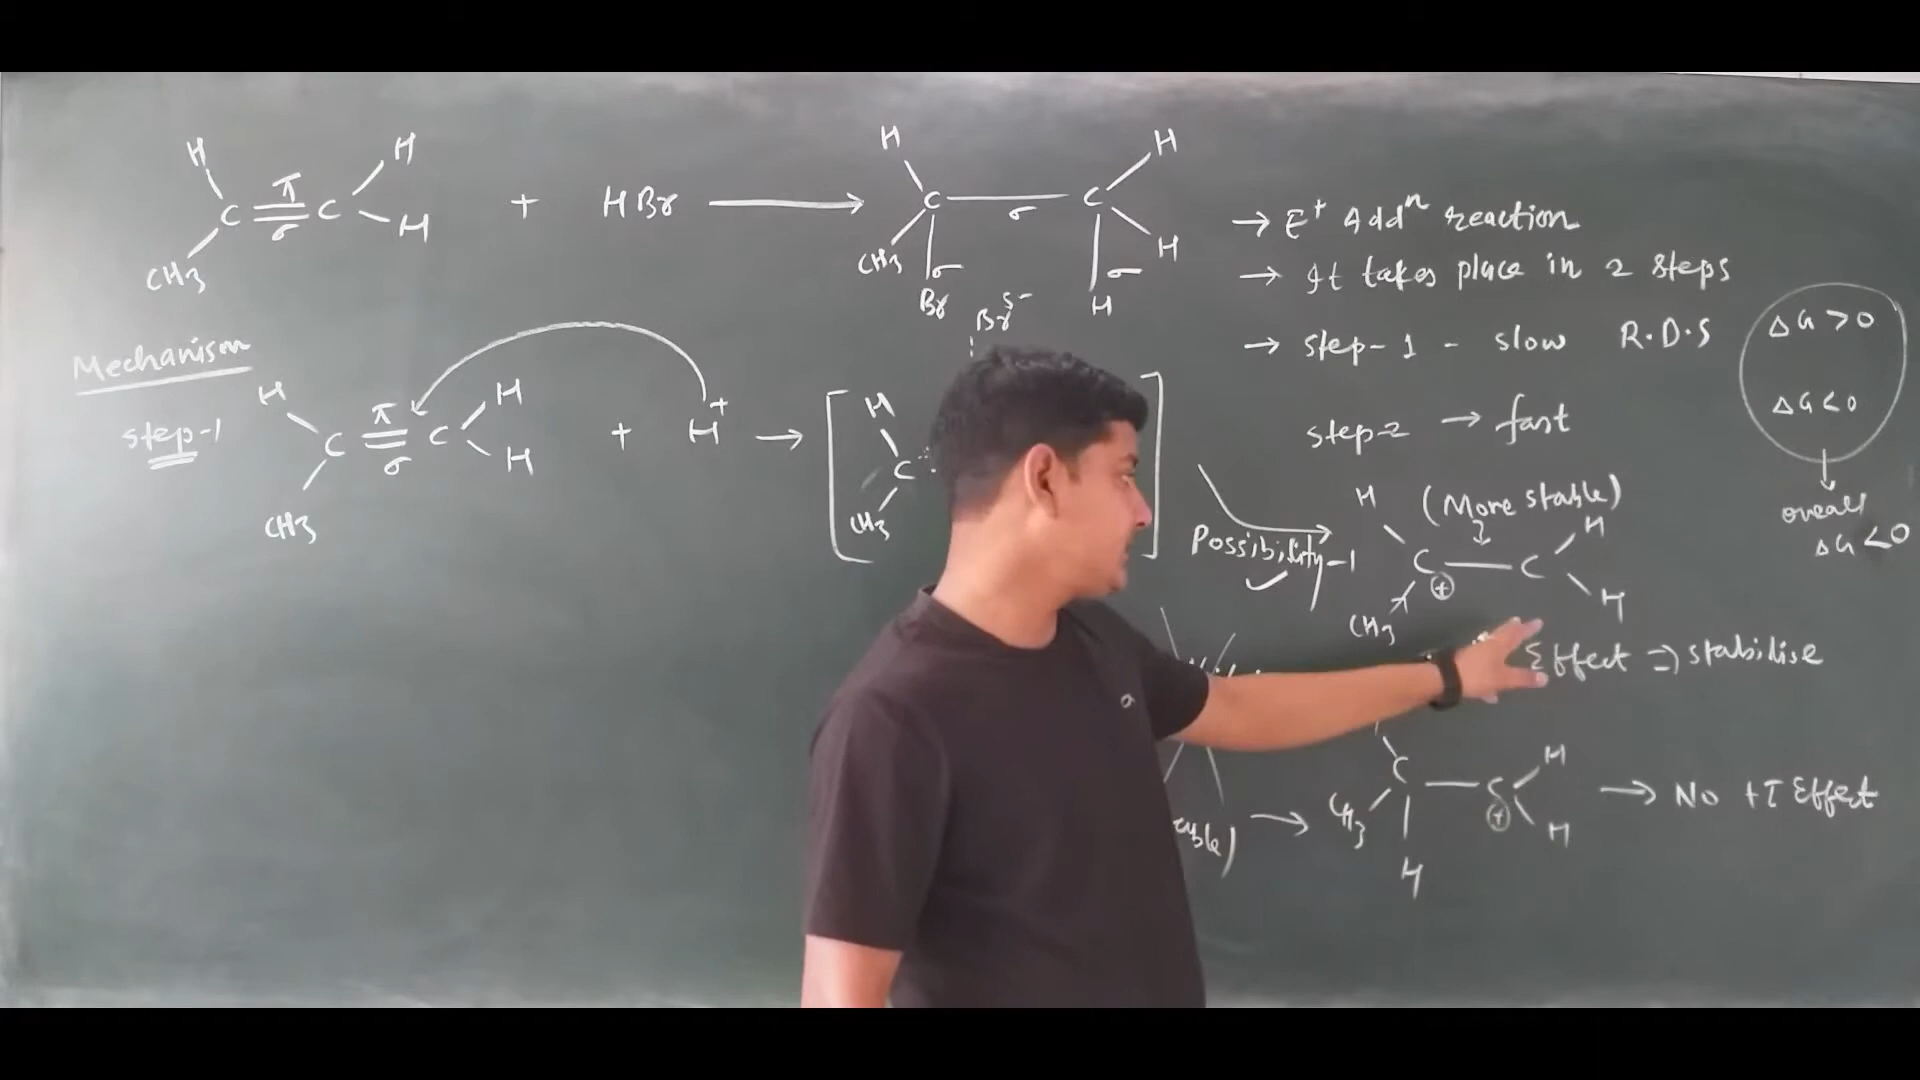 H H H H
π
C C + HBr → C C
σ σ
CH3 H CH3 H
σ σ
Br H
→ E+ Addn reaction
→ It takes place in 2 steps
→ step-1 - slow R.D.S
step-2 → fast
ΔG > 0
ΔG < 0
overall
ΔG < 0
Mechanism
step-1
H H
π
C C + H+ →
σ
CH3 H
Brδ-
H
C
CH3
Possibility-1
(More stable)
H H
C C
+
CH3 H
Effect ⇒ stabilise
→
H
C C → No +I Effect
+
CH3 H
H